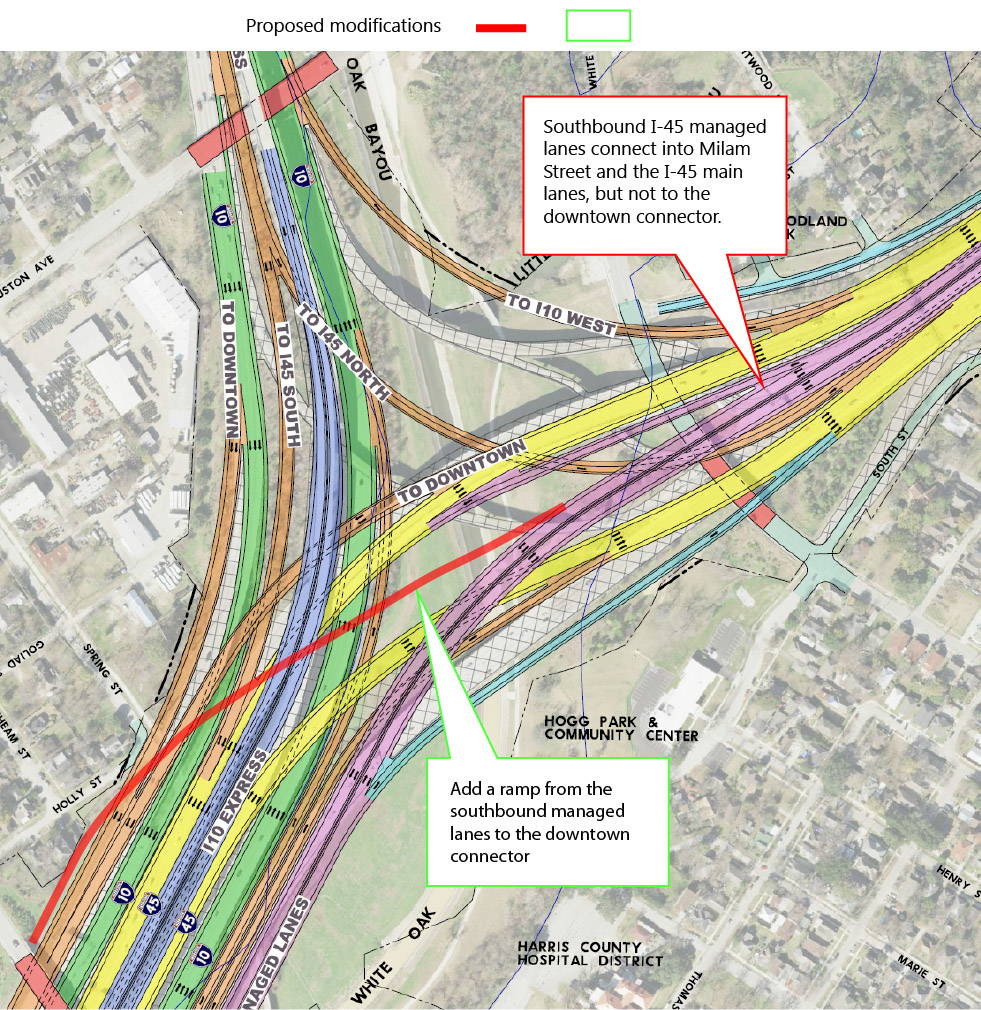 Proposed modifications
SS
OAK
BAYOU
WHITE
TWOOD
U
ST
10
10
Southbound I-45 managed
lanes connect into Milam
Street and the I-45 main
lanes, but not to the
downtown connector.
ODLAND
K
LITTL
USTON AVE
TO I10 WEST
TO DOWNTOWN
TO I45 SOUTH
TO I45 NORTH
TO DOWNTOWN
SOUTH ST
GOLIAD
SPRING ST
HEAM ST
HOLLY ST
HOGG PARK &
COMMUNITY CENTER
Add a ramp from the
southbound managed
lanes to the downtown
connector
I10 EXPRESS
10
45
45
10
NAGED LANES
OAK
WHITE
HARRIS COUNTY
HOSPITAL DISTRICT
THOMAS
HENRY S
MARIE ST